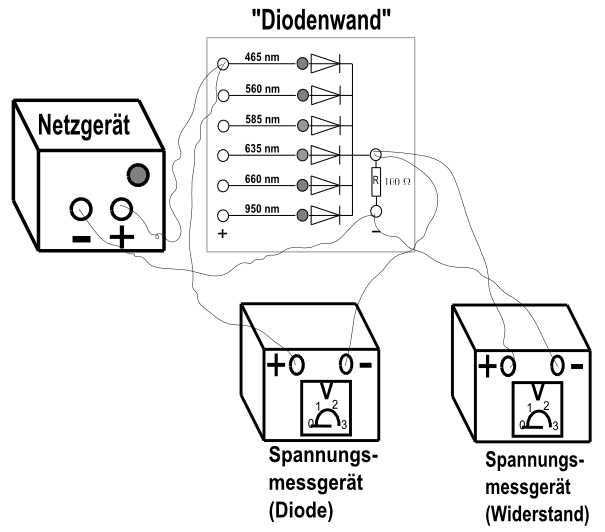 "Diodenwand"
465 nm
560 nm
585 nm
635 nm
660 nm
950 nm
+
R 100 Ω
-
Netzgerät
- +
+ -
V
0 1 2 3
Spannungs-
messgerät
(Diode)
+ -
V
0 1 2 3
Spannungs-
messgerät
(Widerstand)